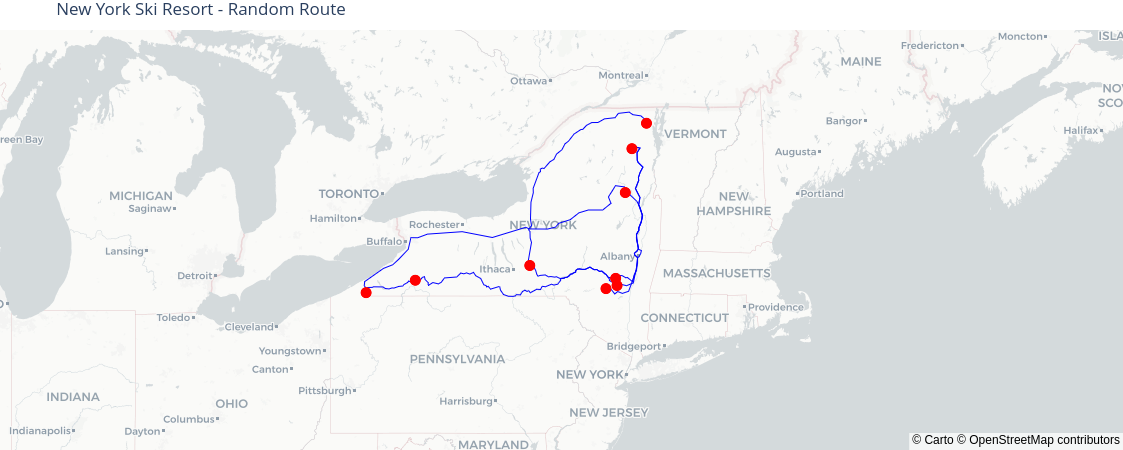 New York Ski Resort - Random Route
Moncton
ISLA
Fredericton
MAINE
Ottawa
Montreal
NOV
SCO
Bangor
Halifax
VERMONT
reen Bay
Augusta
MICHIGAN
Saginaw
TORONTO
NEW
HAMPSHIRE
Portland
Hamilton
Rochester
NEW YORK
Buffalo
Lansing
Albany
Ithaca
Detroit
MASSACHUSETTS
Providence
Toledo
Cleveland
CONNECTICUT
Youngstown
Bridgeport
PENNSYLVANIA
Canton
NEW YORK
Pittsburgh
INDIANA
OHIO
Harrisburg
NEW JERSEY
Columbus
Indianapolis
Dayton
MARYLAND
© Carto © OpenStreetMap contributors